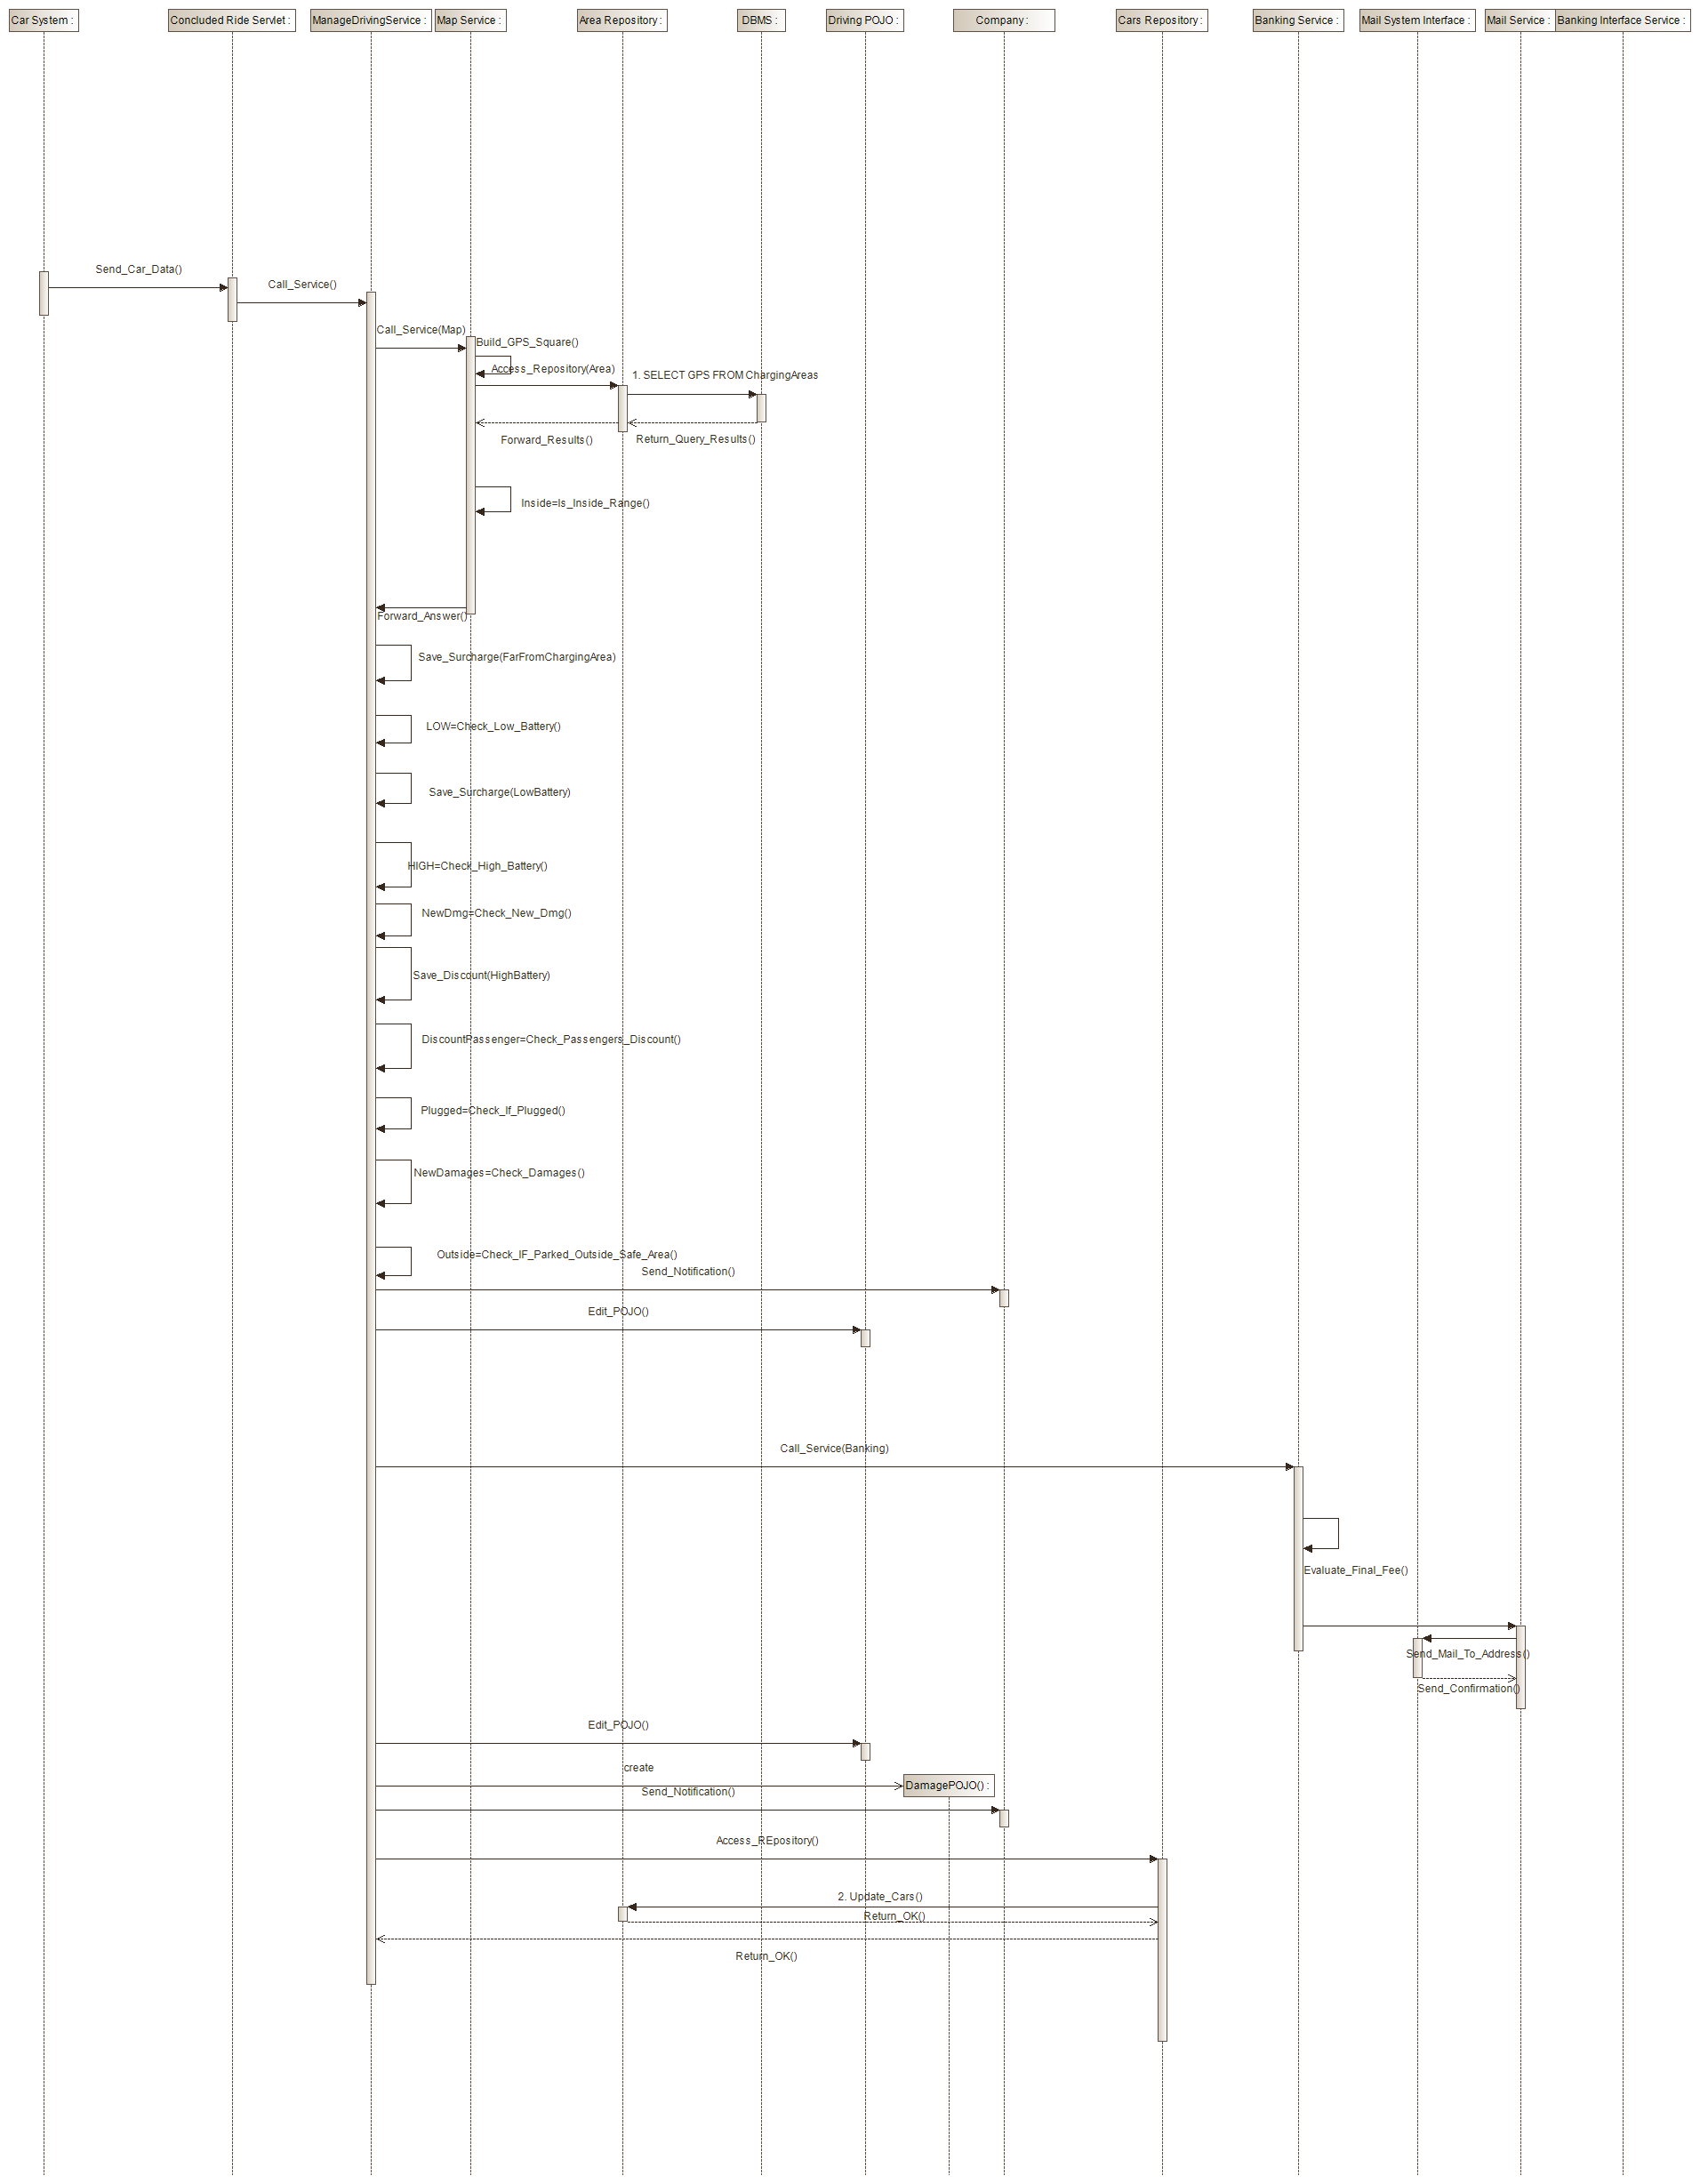 Car System :
Concluded Ride Servlet :
ManageDrivingService :
Map Service :
Area Repository :
DBMS :
Driving POJO :
Company :
Cars Repository :
Banking Service :
Mail System Interface :
Mail Service :
Banking Interface Service :
Send_Car_Data()
Call_Service()
Call_Service(Map)
Build_GPS_Square()
Access_Repository(Area)
1. SELECT GPS FROM ChargingAreas
Forward_Results()
Return_Query_Results()
Inside=Is_Inside_Range()
Forward_Answer()
Save_Surcharge(FarFromChargingArea)
LOW=Check_Low_Battery()
Save_Surcharge(LowBattery)
HIGH=Check_High_Battery()
NewDmg=Check_New_Dmg()
Save_Discount(HighBattery)
DiscountPassenger=Check_Passengers_Discount()
Plugged=Check_If_Plugged()
NewDamages=Check_Damages()
Outside=Check_IF_Parked_Outside_Safe_Area()
Send_Notification()
Edit_POJO()
Call_Service(Banking)
Evaluate_Final_Fee()
Send_Mail_To_Address()
Send_Confirmation()
Edit_POJO()
create
DamagePOJO() :
Send_Notification()
Access_REpository()
2. Update_Cars()
Return_OK()
Return_OK()